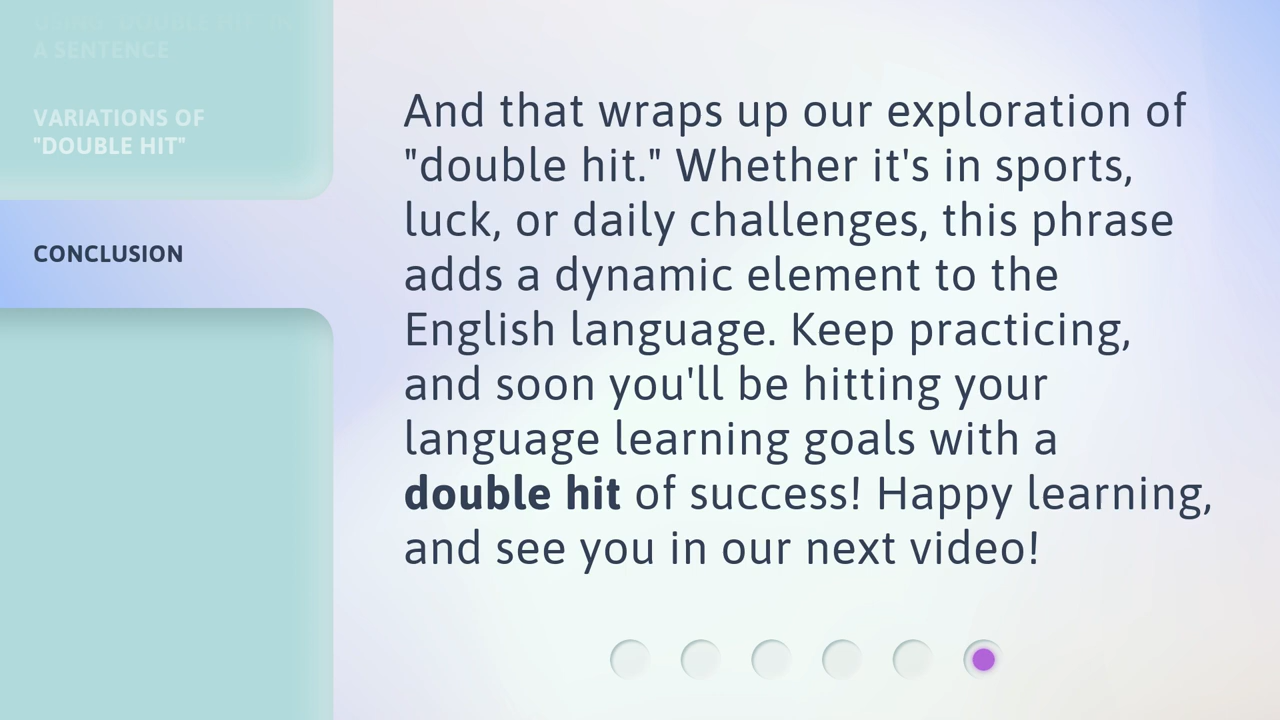 A SENTENCE
VARIATIONS OF
"DOUBLE HIT"
CONCLUSION
And that wraps up our exploration of
"double hit." Whether it's in sports,
luck, or daily challenges, this phrase
adds a dynamic element to the
English language. Keep practicing,
and soon you'll be hitting your
language learning goals with a
double hit of success! Happy learning,
and see you in our next video!